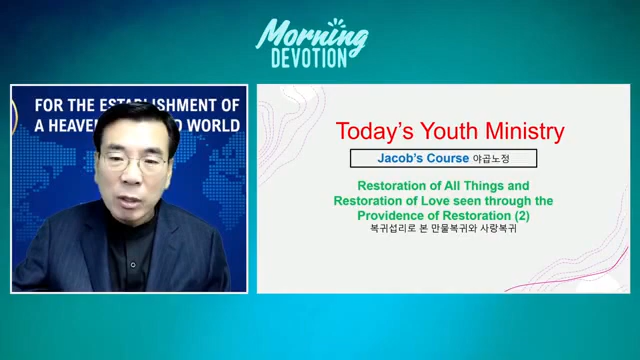 Morning
DEVOTION
FOR THE ESTABLISHMENT OF
A HEAVEN WORLD
Today's Youth Ministry
Jacob's Course 야곱노정
Restoration of All Things and
Restoration of Love seen through the
Providence of Restoration (2)
복귀섭리로 본 만물복귀와 사랑복귀